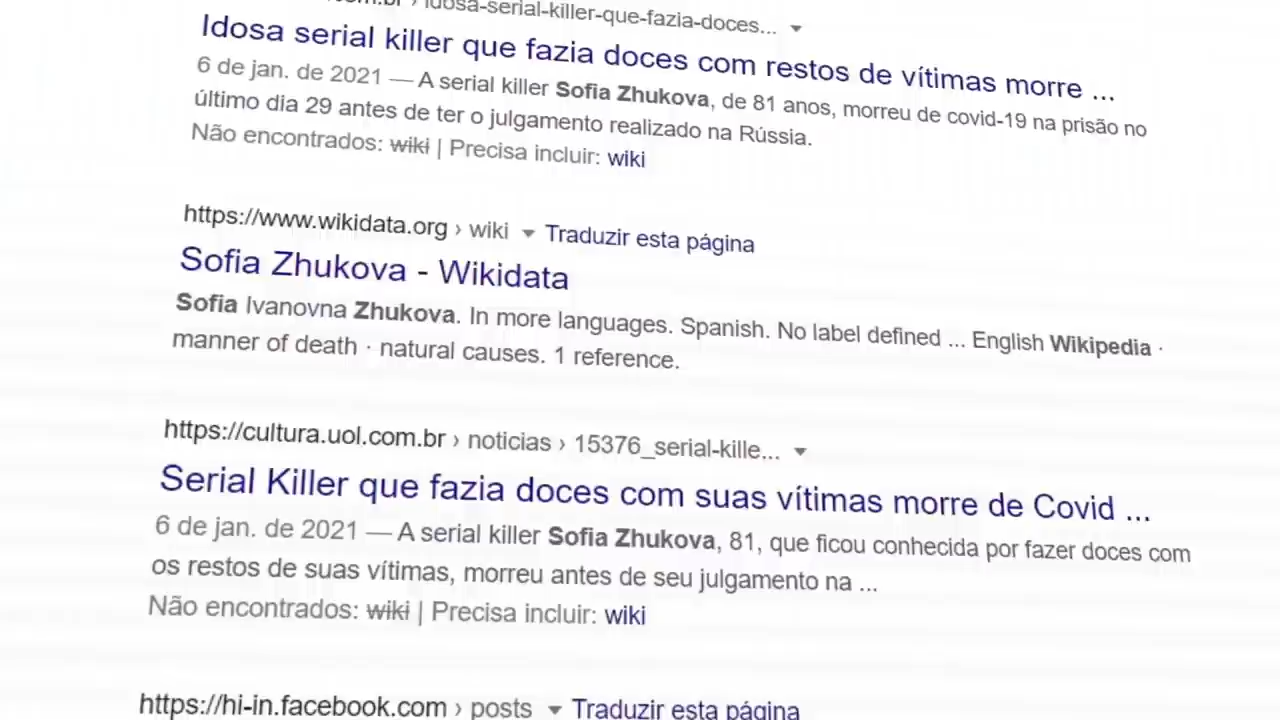 idosa-serial-killer-que-fazia-doces...
Idosa serial killer que fazia doces com restos de vítimas morre ...
6 de jan. de 2021 — A serial killer Sofia Zhukova, de 81 anos, morreu de covid-19 na prisão no
último dia 29 antes de ter o julgamento realizado na Rússia.
Não encontrados: wiki | Precisa incluir: wiki
https://www.wikidata.org › wiki ▼ Traduzir esta página
Sofia Zhukova - Wikidata
Sofia Ivanovna Zhukova. In more languages. Spanish. No label defined ... English Wikipedia ·
manner of death · natural causes. 1 reference.
https://cultura.uol.com.br › noticias › 15376_serial-kille... ▼
Serial Killer que fazia doces com suas vítimas morre de Covid ...
6 de jan. de 2021 — A serial killer Sofia Zhukova, 81, que ficou conhecida por fazer doces com
os restos de suas vítimas, morreu antes de seu julgamento na ...
Não encontrados: wiki | Precisa incluir: wiki
https://hi-in.facebook.com › posts ▼ Traduzir esta página